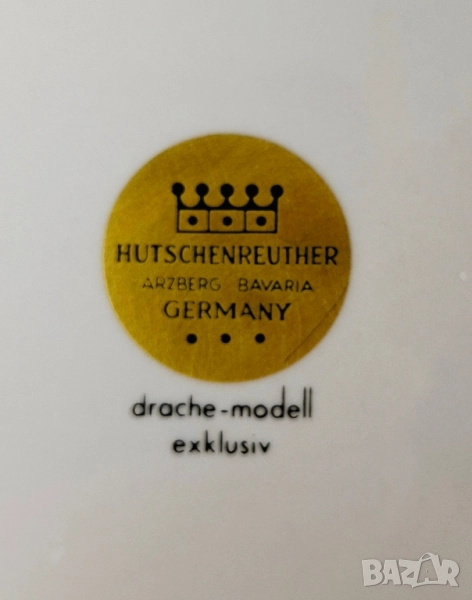 HUTSCHENREUTHER
ARZBERG BAVARIA
GERMANY
drache-modell
exklusiv
BAZAR